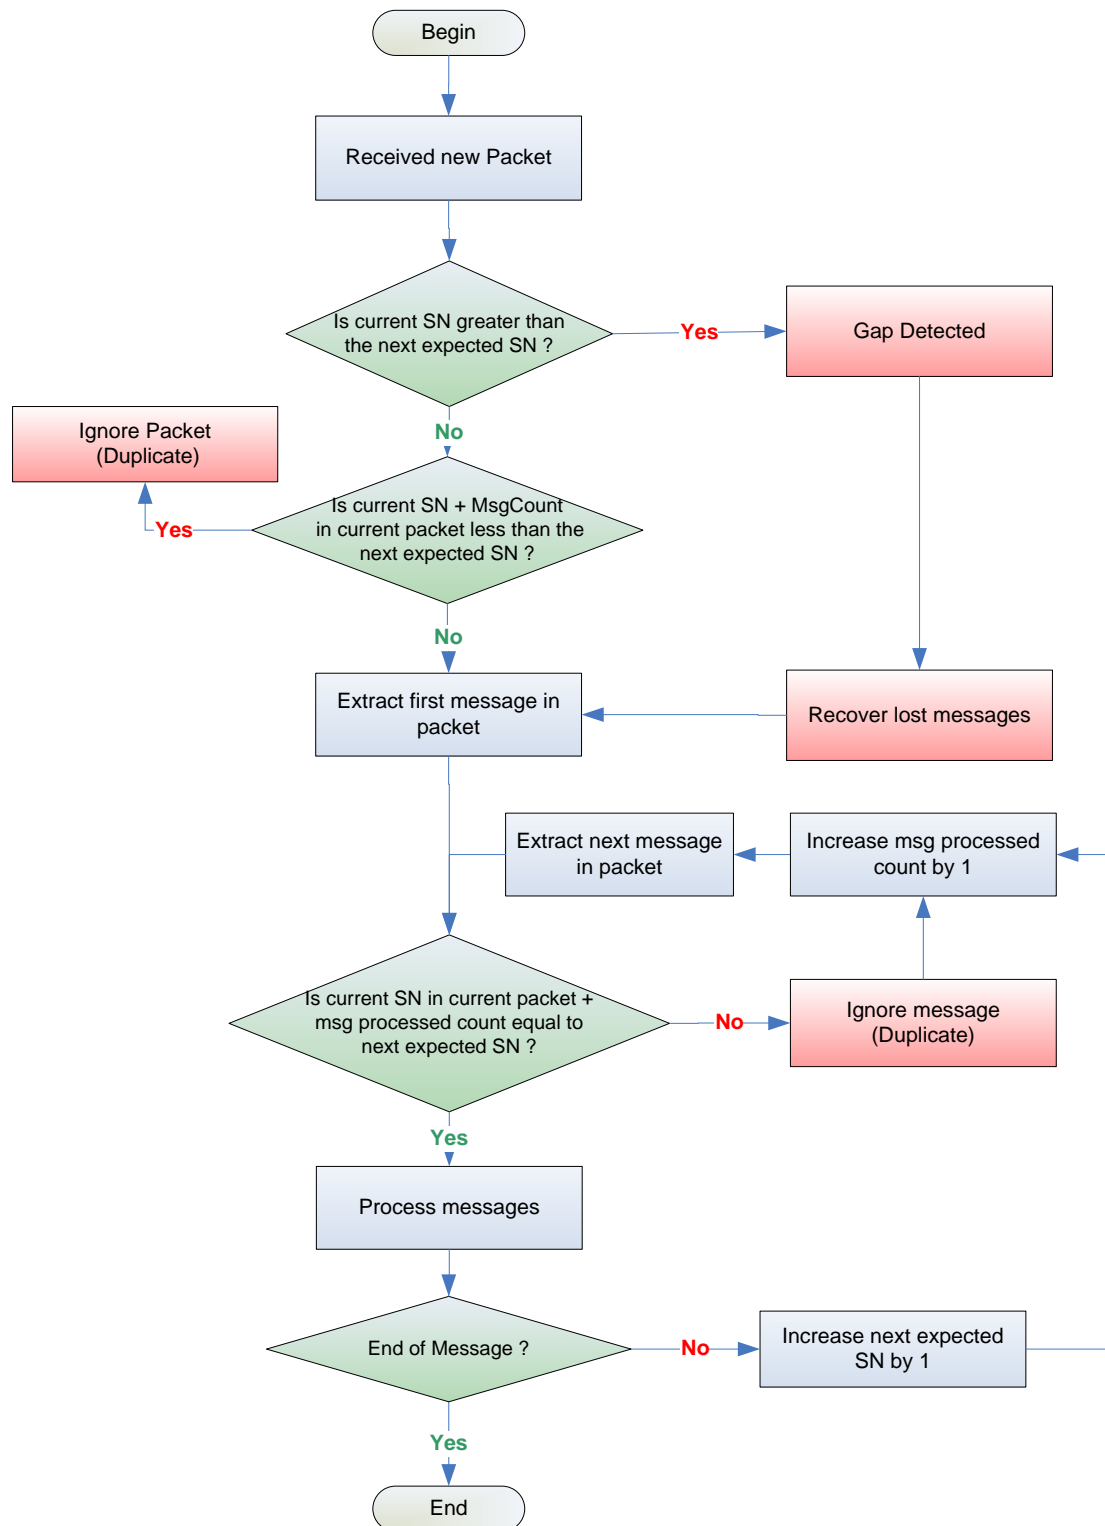 Begin
Received new Packet
Is current SN greater than
the next expected SN ?
Yes
Gap Detected
No
Ignore Packet
(Duplicate)
Is current SN + MsgCount
in current packet less than the
next expected SN ?
Yes
No
Extract first message in
packet
Recover lost messages
Extract next message
in packet
Increase msg processed
count by 1
Is current SN in current packet +
msg processed count equal to
next expected SN ?
No
Ignore message
(Duplicate)
Yes
Process messages
End of Message ?
No
Increase next expected
SN by 1
Yes
End